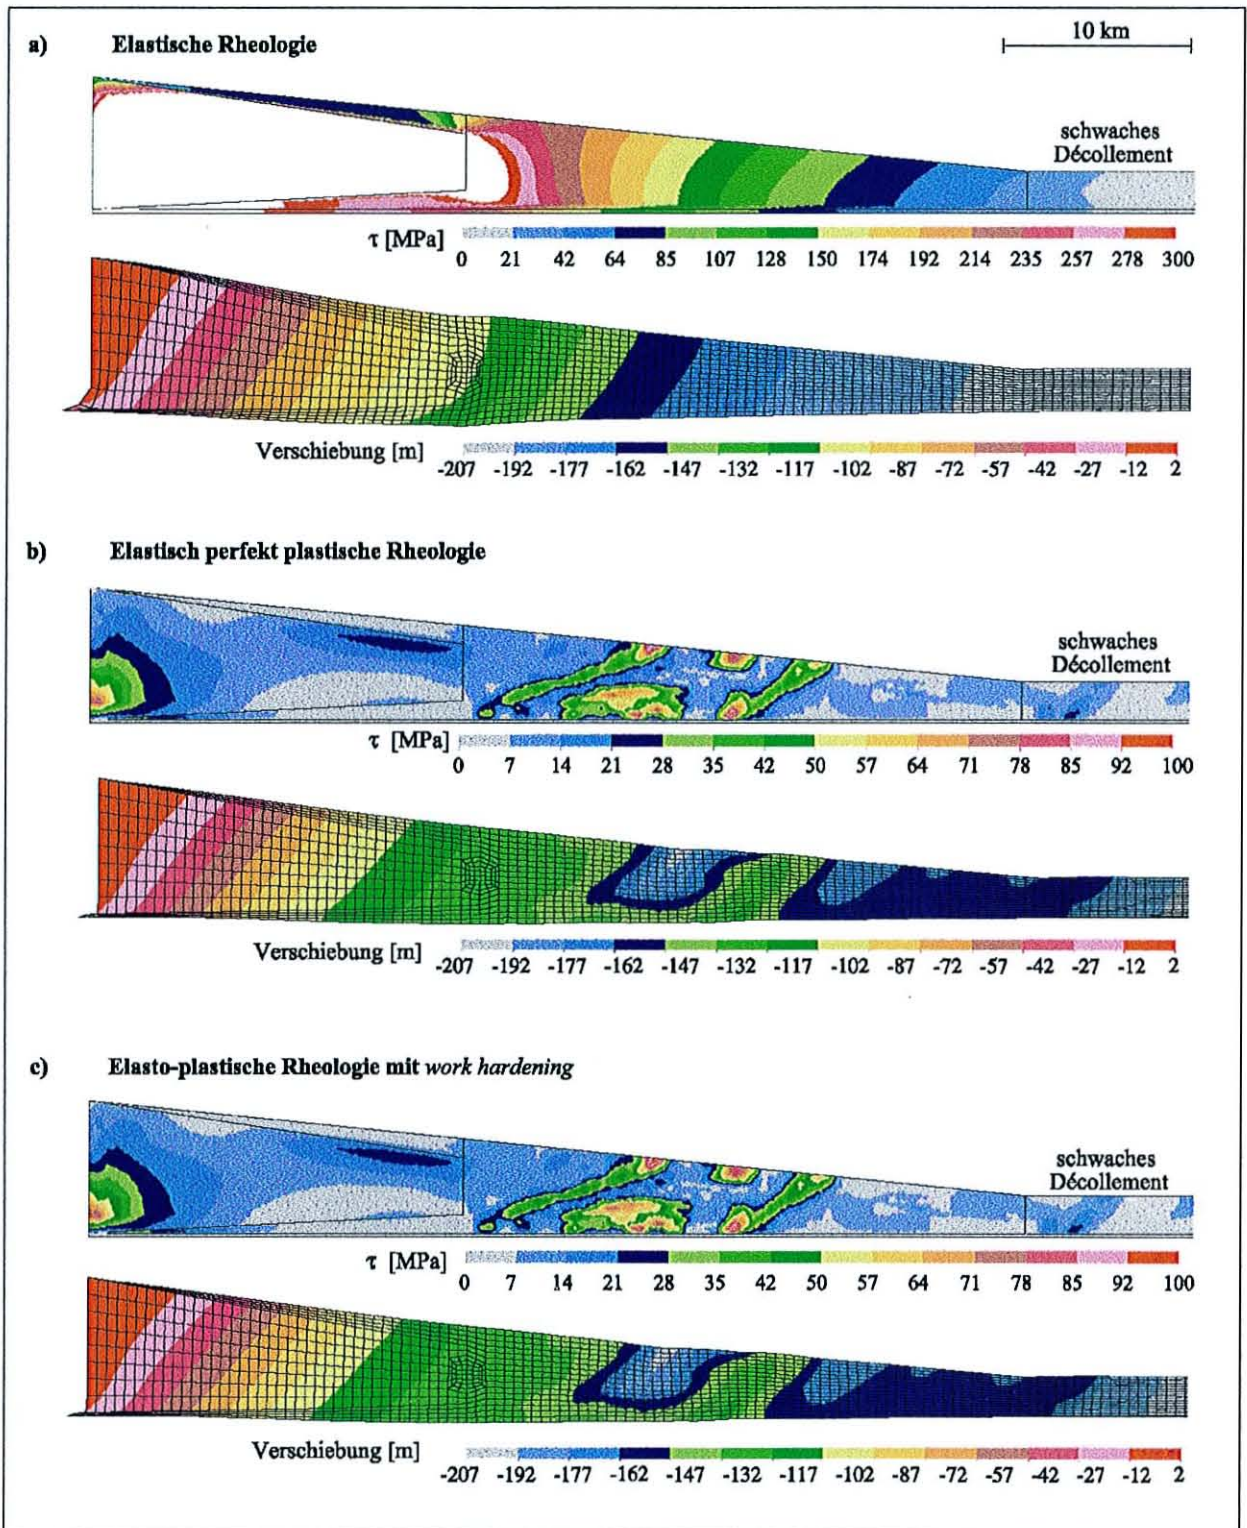 a) Elastische Rheologie
10 km
schwaches
Décollement
τ [MPa]
0 21 42 64 85 107 128 150 174 192 214 235 257 278 300
Verschiebung [m]
-207 -192 -177 -162 -147 -132 -117 -102 -87 -72 -57 -42 -27 -12 2
b) Elastisch perfekt plastische Rheologie
schwaches
Décollement
τ [MPa]
0 7 14 21 28 35 42 50 57 64 71 78 85 92 100
Verschiebung [m]
-207 -192 -177 -162 -147 -132 -117 -102 -87 -72 -57 -42 -27 -12 2
c) Elasto-plastische Rheologie mit work hardening
schwaches
Décollement
τ [MPa]
0 7 14 21 28 35 42 50 57 64 71 78 85 92 100
Verschiebung [m]
-207 -192 -177 -162 -147 -132 -117 -102 -87 -72 -57 -42 -27 -12 2